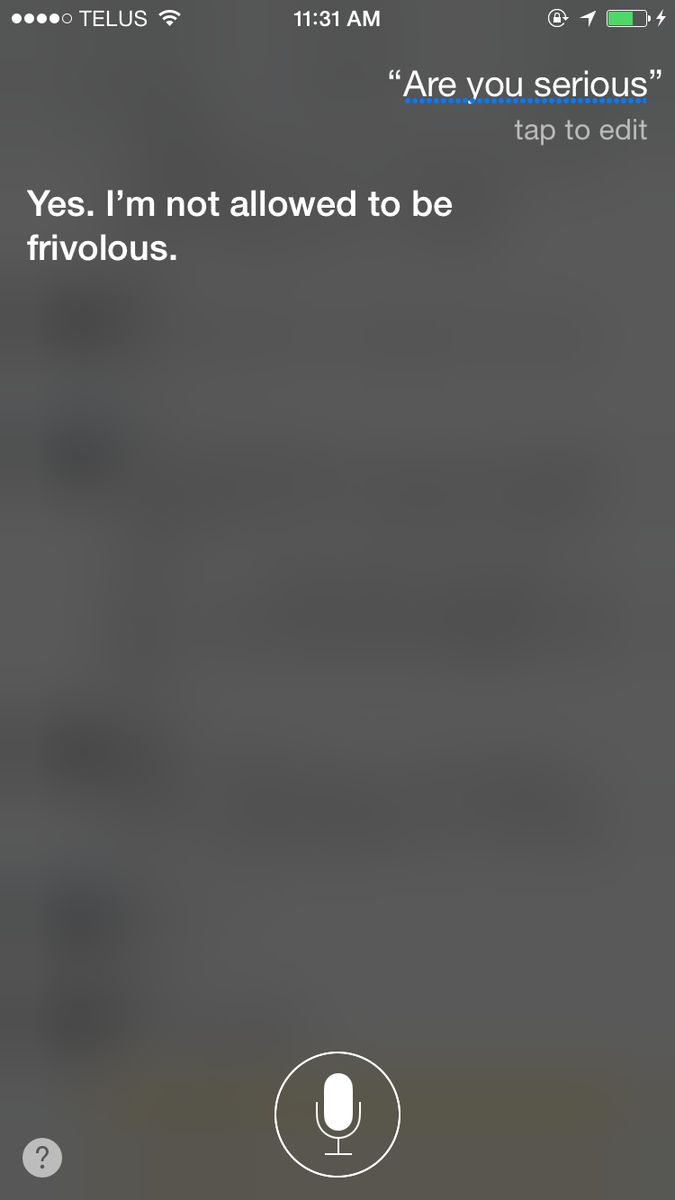 TELUS 11:31 AM
“Are you serious”
tap to edit
Yes. I’m not allowed to be
frivolous.
?